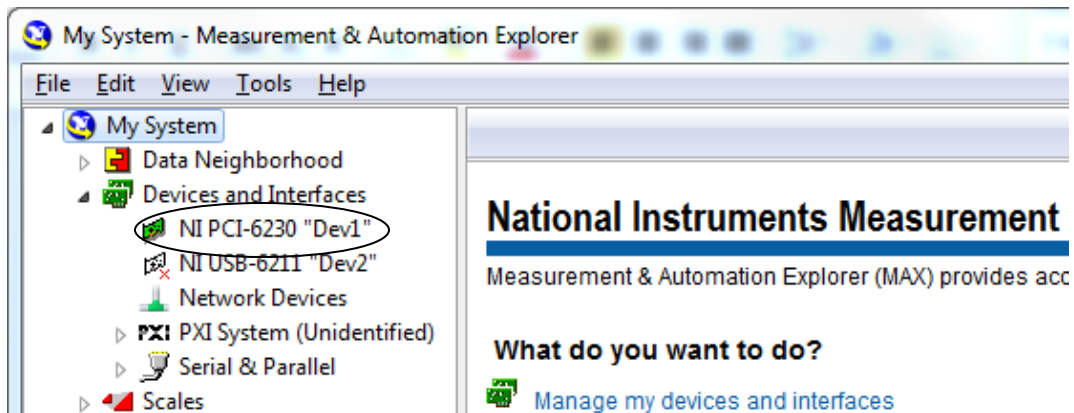 My System - Measurement & Automation Explorer
File Edit View Tools Help
My System
Data Neighborhood
Devices and Interfaces
NI PCI-6230 "Dev1"
NI USB-6211 "Dev2"
Network Devices
PXI PXI System (Unidentified)
Serial & Parallel
Scales
National Instruments Measurement
Measurement & Automation Explorer (MAX) provides acc
What do you want to do?
Manage my devices and interfaces